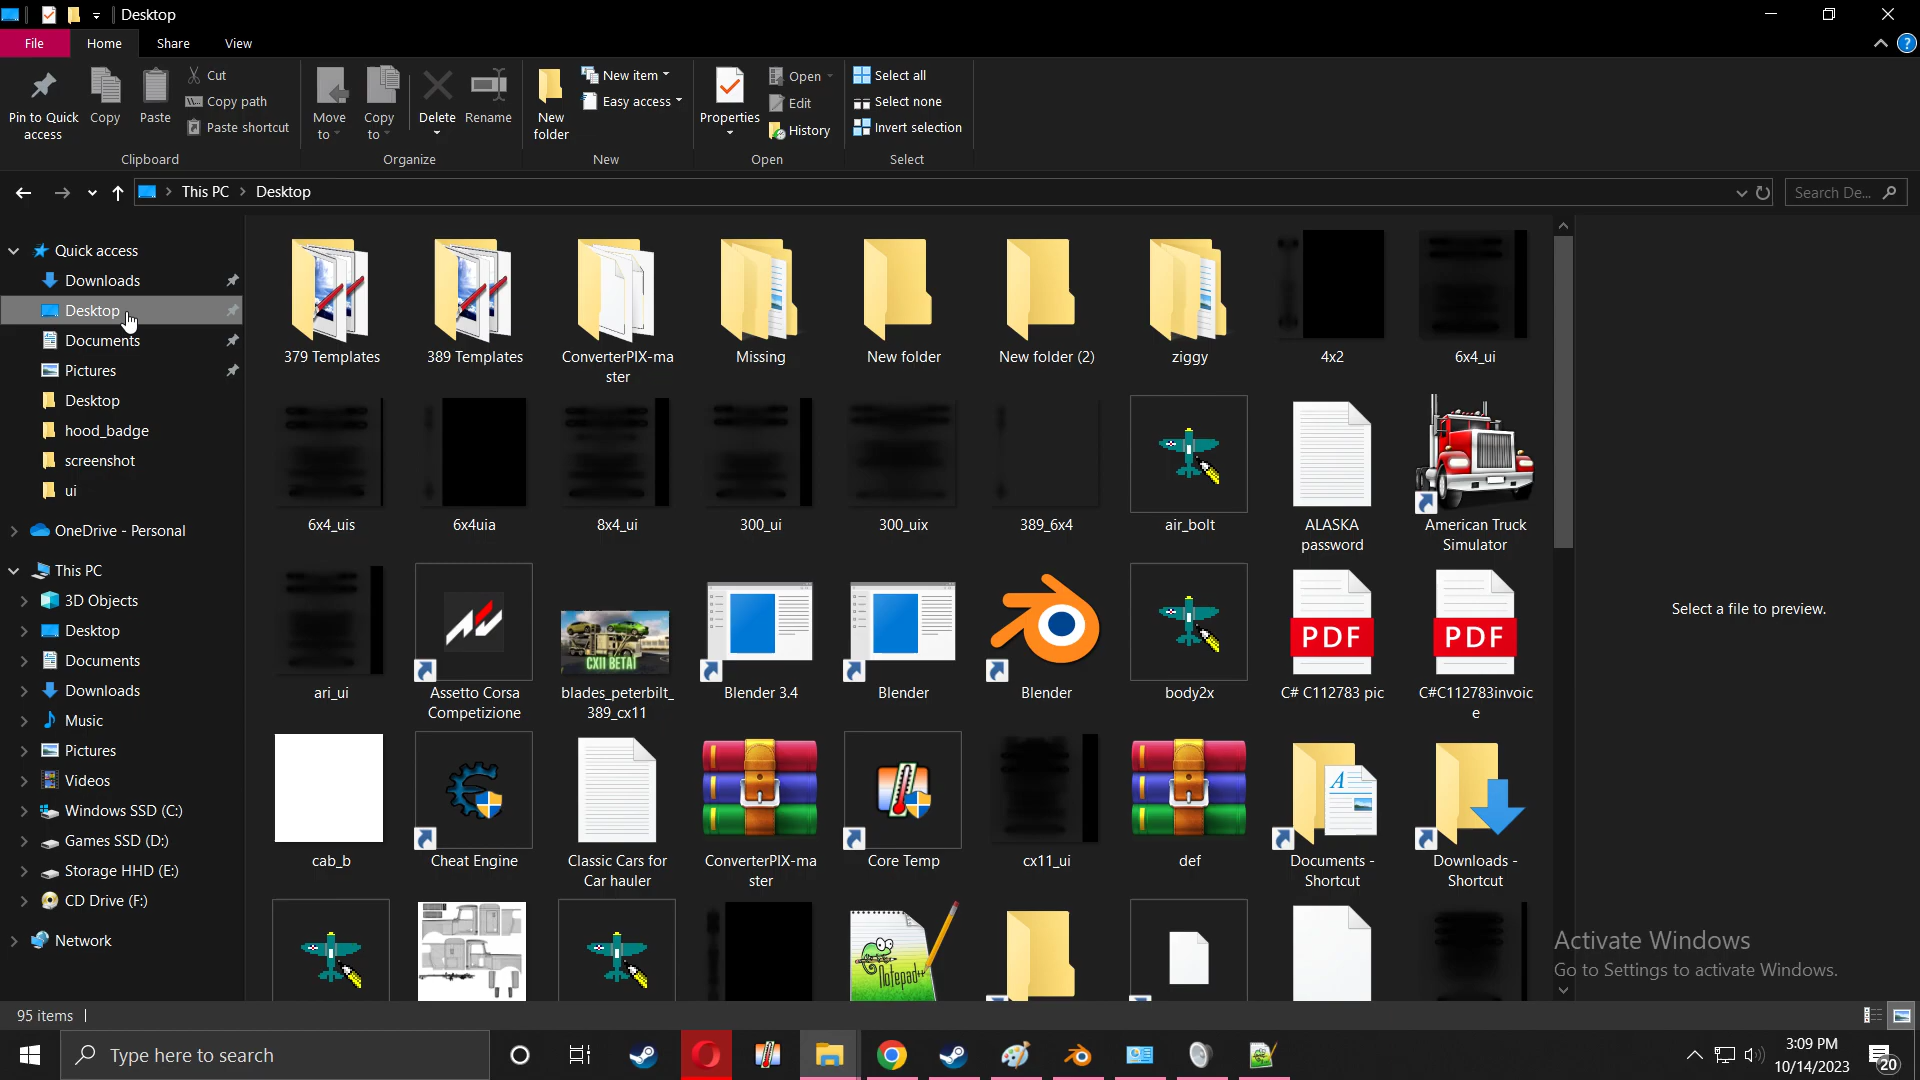 Desktop
File
Home
Share
View
Pin to Quick access
Copy
Paste
Cut
Copy path
Paste shortcut
Clipboard
Move to
Copy to
Delete
Rename
Organize
New folder
New item
Easy access
New
Properties
Open
Edit
History
Open
Select all
Select none
Invert selection
Select
This PC
Desktop
Search De...
Quick access
Downloads
Desktop
Documents
Pictures
Desktop
hood_badge
screenshot
ui
OneDrive - Personal
This PC
3D Objects
Desktop
Documents
Downloads
Music
Pictures
Videos
Windows SSD (C:)
Games SSD (D:)
Storage HHD (E:)
CD Drive (F:)
Network
379 Templates
389 Templates
ConverterPIX-ma
ster
Missing
New folder
New folder (2)
ziggy
4x2
6x4_ui
6x4_uis
6x4uia
8x4_ui
300_ui
300_uix
389_6x4
air_bolt
ALASKA
password
American Truck
Simulator
ari_ui
Assetto Corsa
Competizione
CXII BETA!
blades_peterbilt_
389_cx11
Blender 3.4
Blender
Blender
body2x
PDF
C# C112783 pic
PDF
C#C112783invoic
e
cab_b
Cheat Engine
Classic Cars for
Car hauler
ConverterPIX-ma
ster
Core Temp
cx11_ui
def
Documents -
Shortcut
Downloads -
Shortcut
Notepad++
Select a file to preview.
Activate Windows
Go to Settings to activate Windows.
95 items
Type here to search
3:09 PM
10/14/2023
20